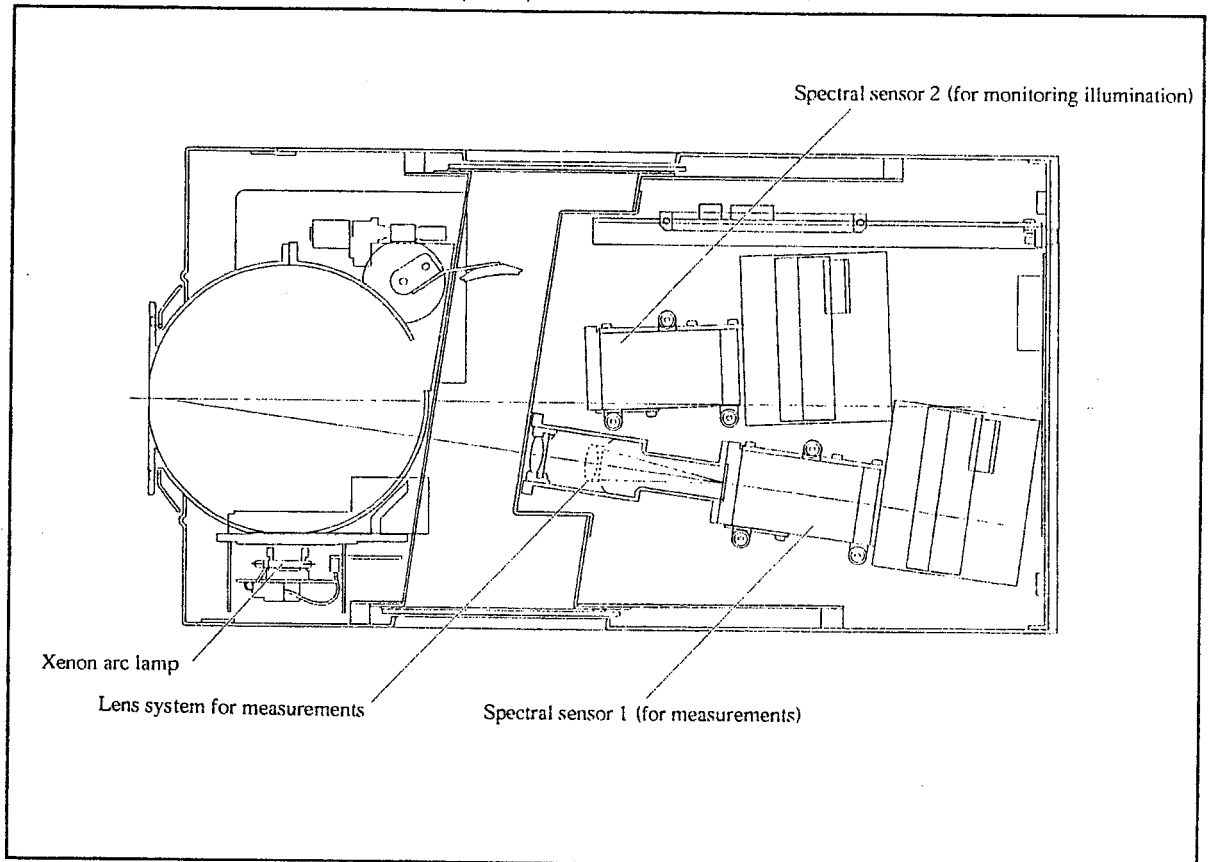 Spectral sensor 2 (for monitoring illumination)
Xenon arc lamp
Lens system for measurements
Spectral sensor 1 (for measurements)